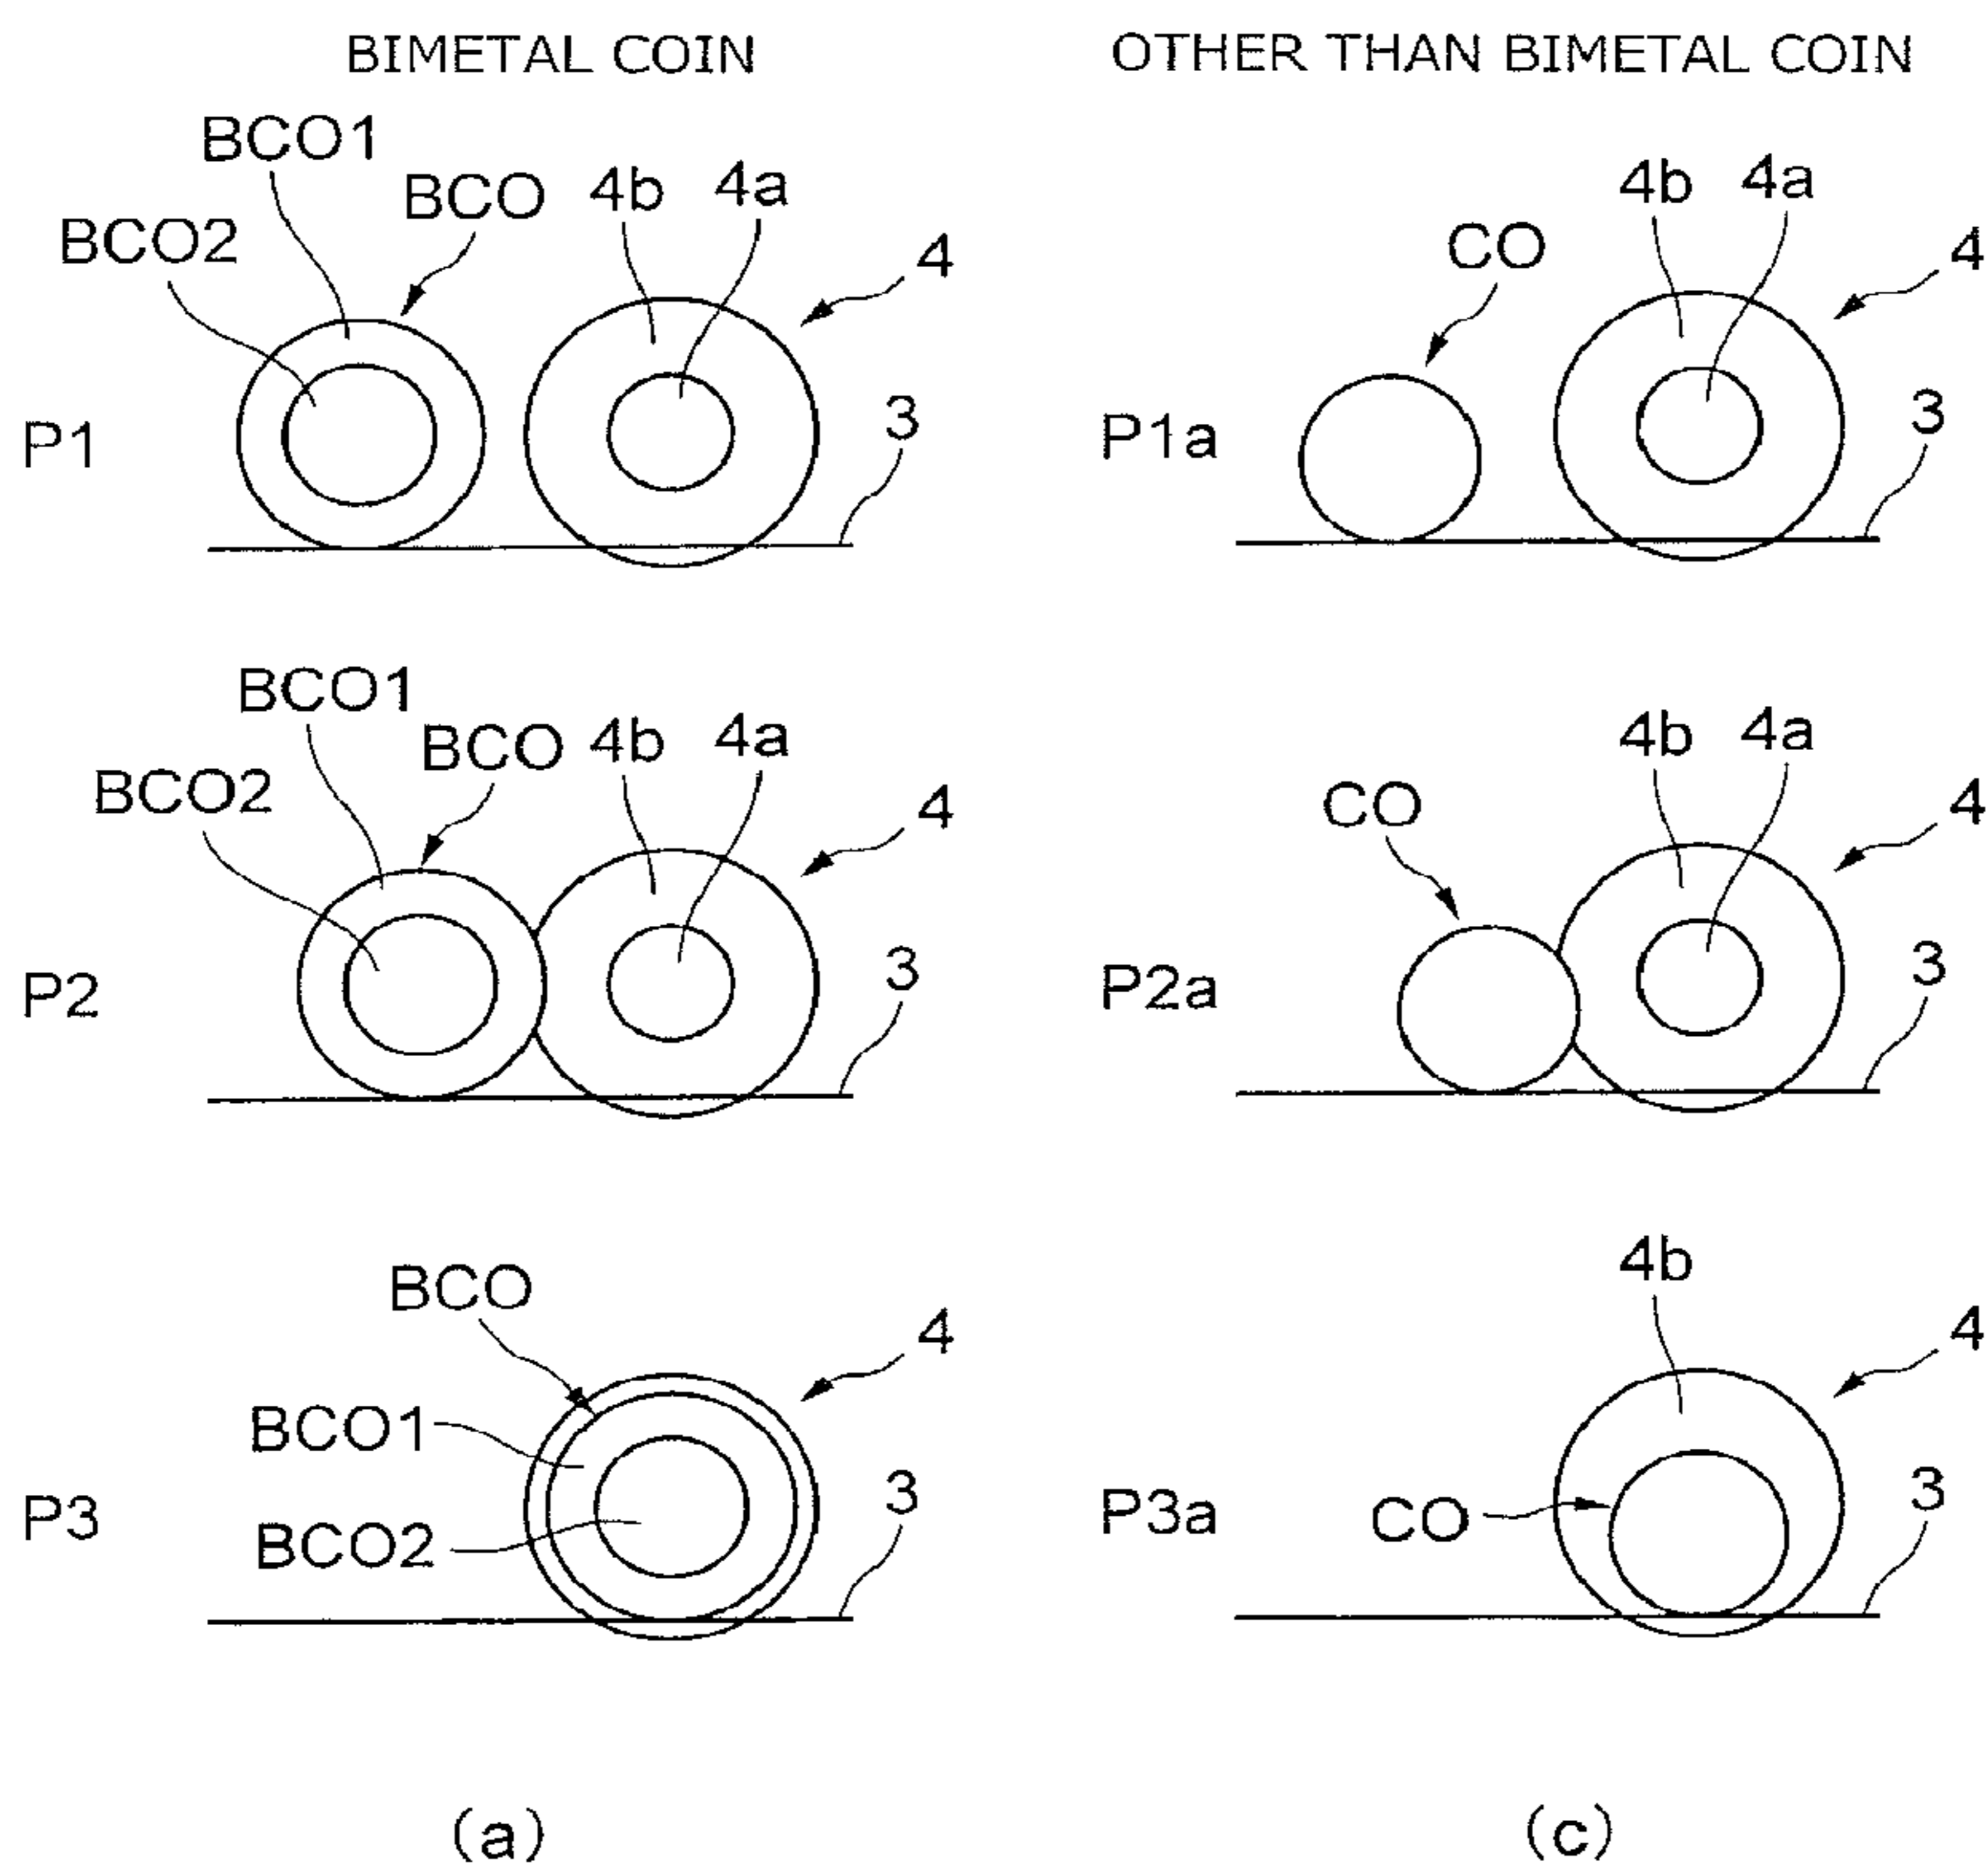 BIMETAL COIN
OTHER THAN BIMETAL COIN
BCO1
BCO
4b
4a
BCO2
4
P1
3
4b
4a
CO
4
P1a
3
BCO1
BCO
4b
4a
BCO2
4
P2
3
4b
4a
CO
4
P2a
3
BCO
4
BCO1
P3
BCO2
3
4b
4
P3a
CO
3
(a)
(c)